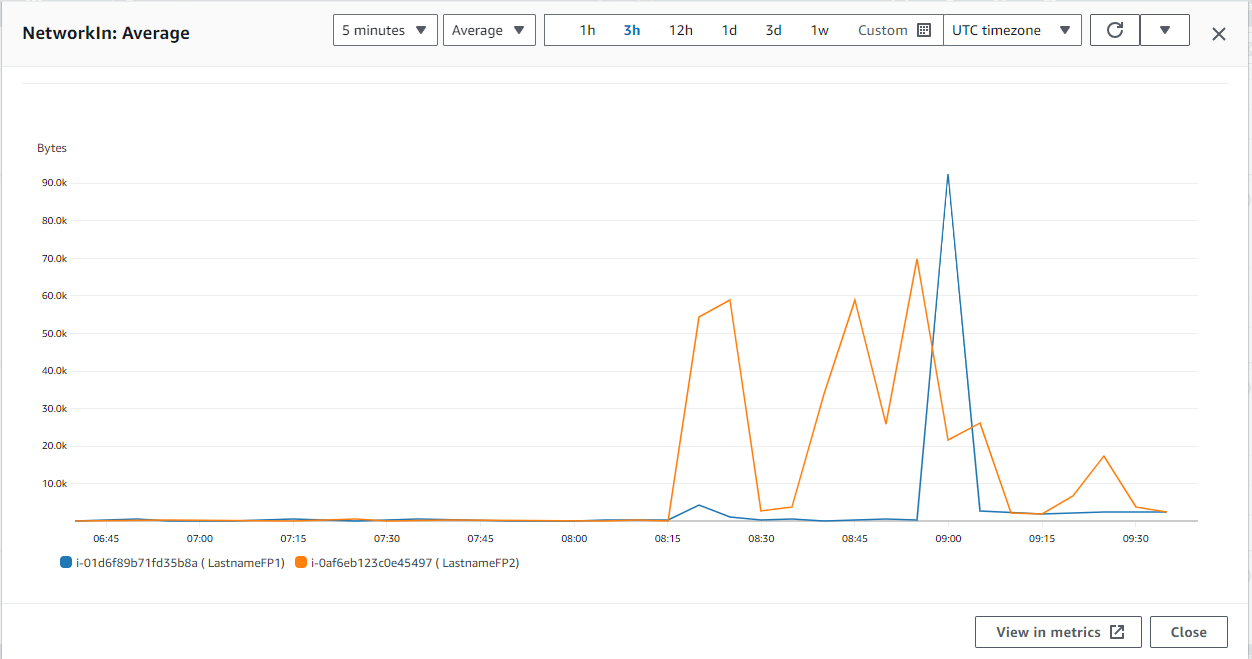 NetworkIn: Average
5 minutes Average 1h 3h 12h 1d 3d 1w Custom UTC timezone
Bytes
90.0k
80.0k
70.0k
60.0k
50.0k
40.0k
30.0k
20.0k
10.0k
06:45 07:00 07:15 07:30 07:45 08:00 08:15 08:30 08:45 09:00 09:15 09:30
i-01d6f89b71fd35b8a ( LastnameFP1) i-0af6eb123c0e45497 ( LastnameFP2)
View in metrics Close